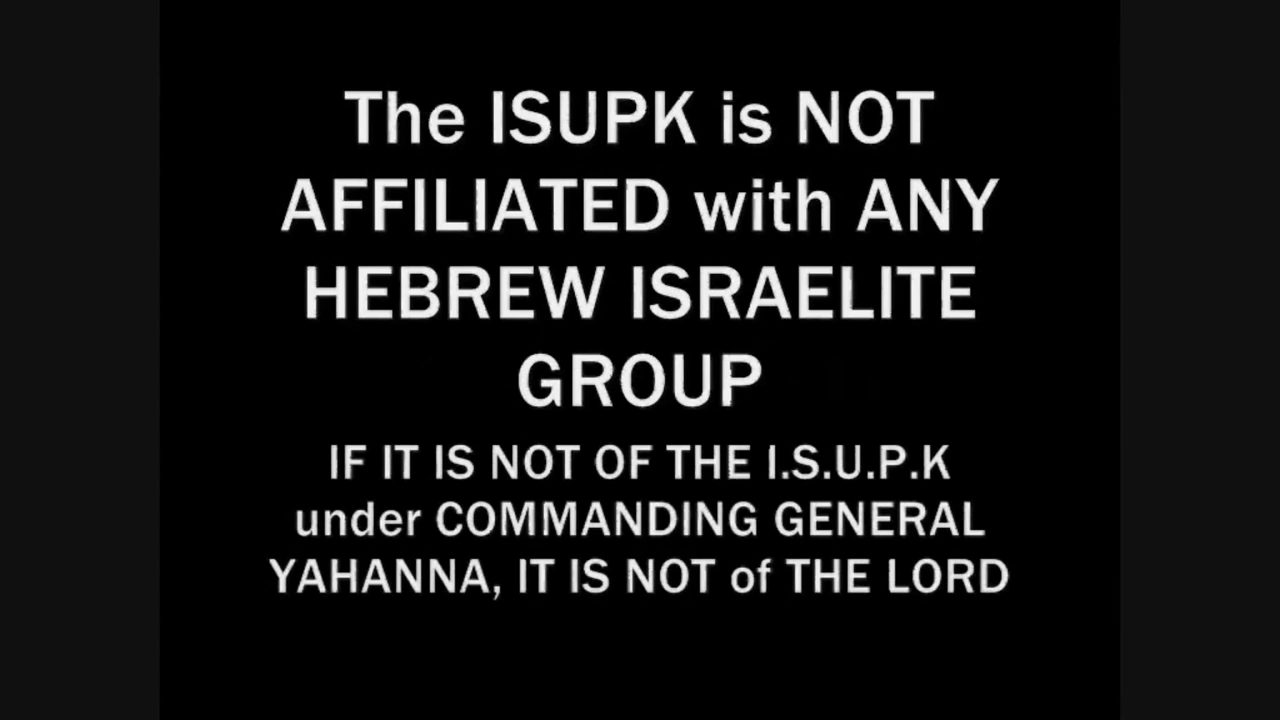 The ISUPK is NOT
AFFILIATED with ANY
HEBREW ISRAELITE
GROUP
IF IT IS NOT OF THE I.S.U.P.K
under COMMANDING GENERAL
YAHANNA, IT IS NOT of THE LORD